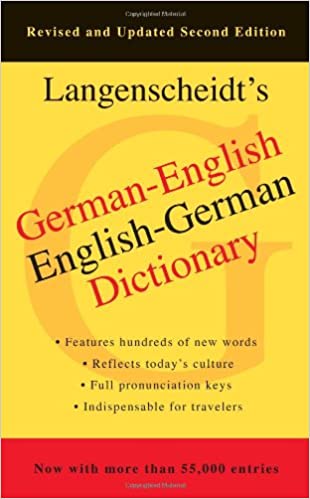 Revised and Updated Second Edition
Langenscheidt's
G
German-English
English-German
Dictionary
• Features hundreds of new words
• Reflects today's culture
• Full pronunciation keys
• Indispensable for travelers
Now with more than 55,000 entries